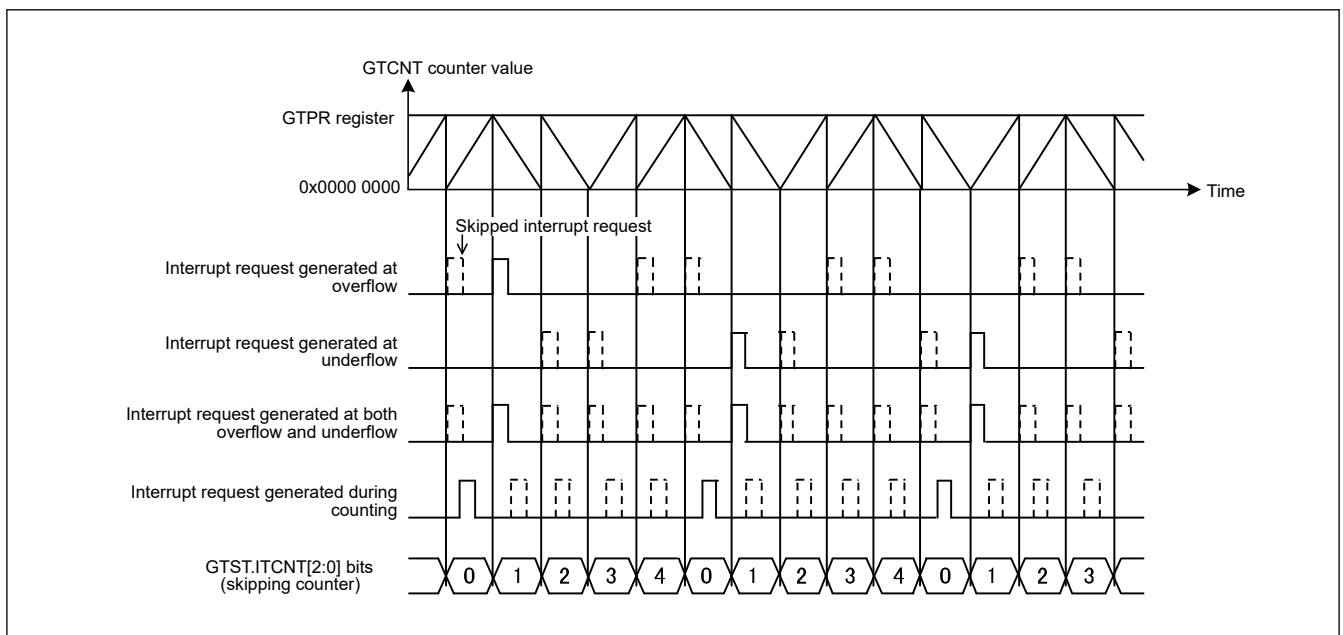 GTCNT counter value
GTPR register
0x0000 0000
Time
Skipped interrupt request
Interrupt request generated at
overflow
Interrupt request generated at
underflow
Interrupt request generated at both
overflow and underflow
Interrupt request generated during
counting
GTST.ITCNT[2:0] bits
(skipping counter)
0 1 2 3 4 0 1 2 3 4 0 1 2 3